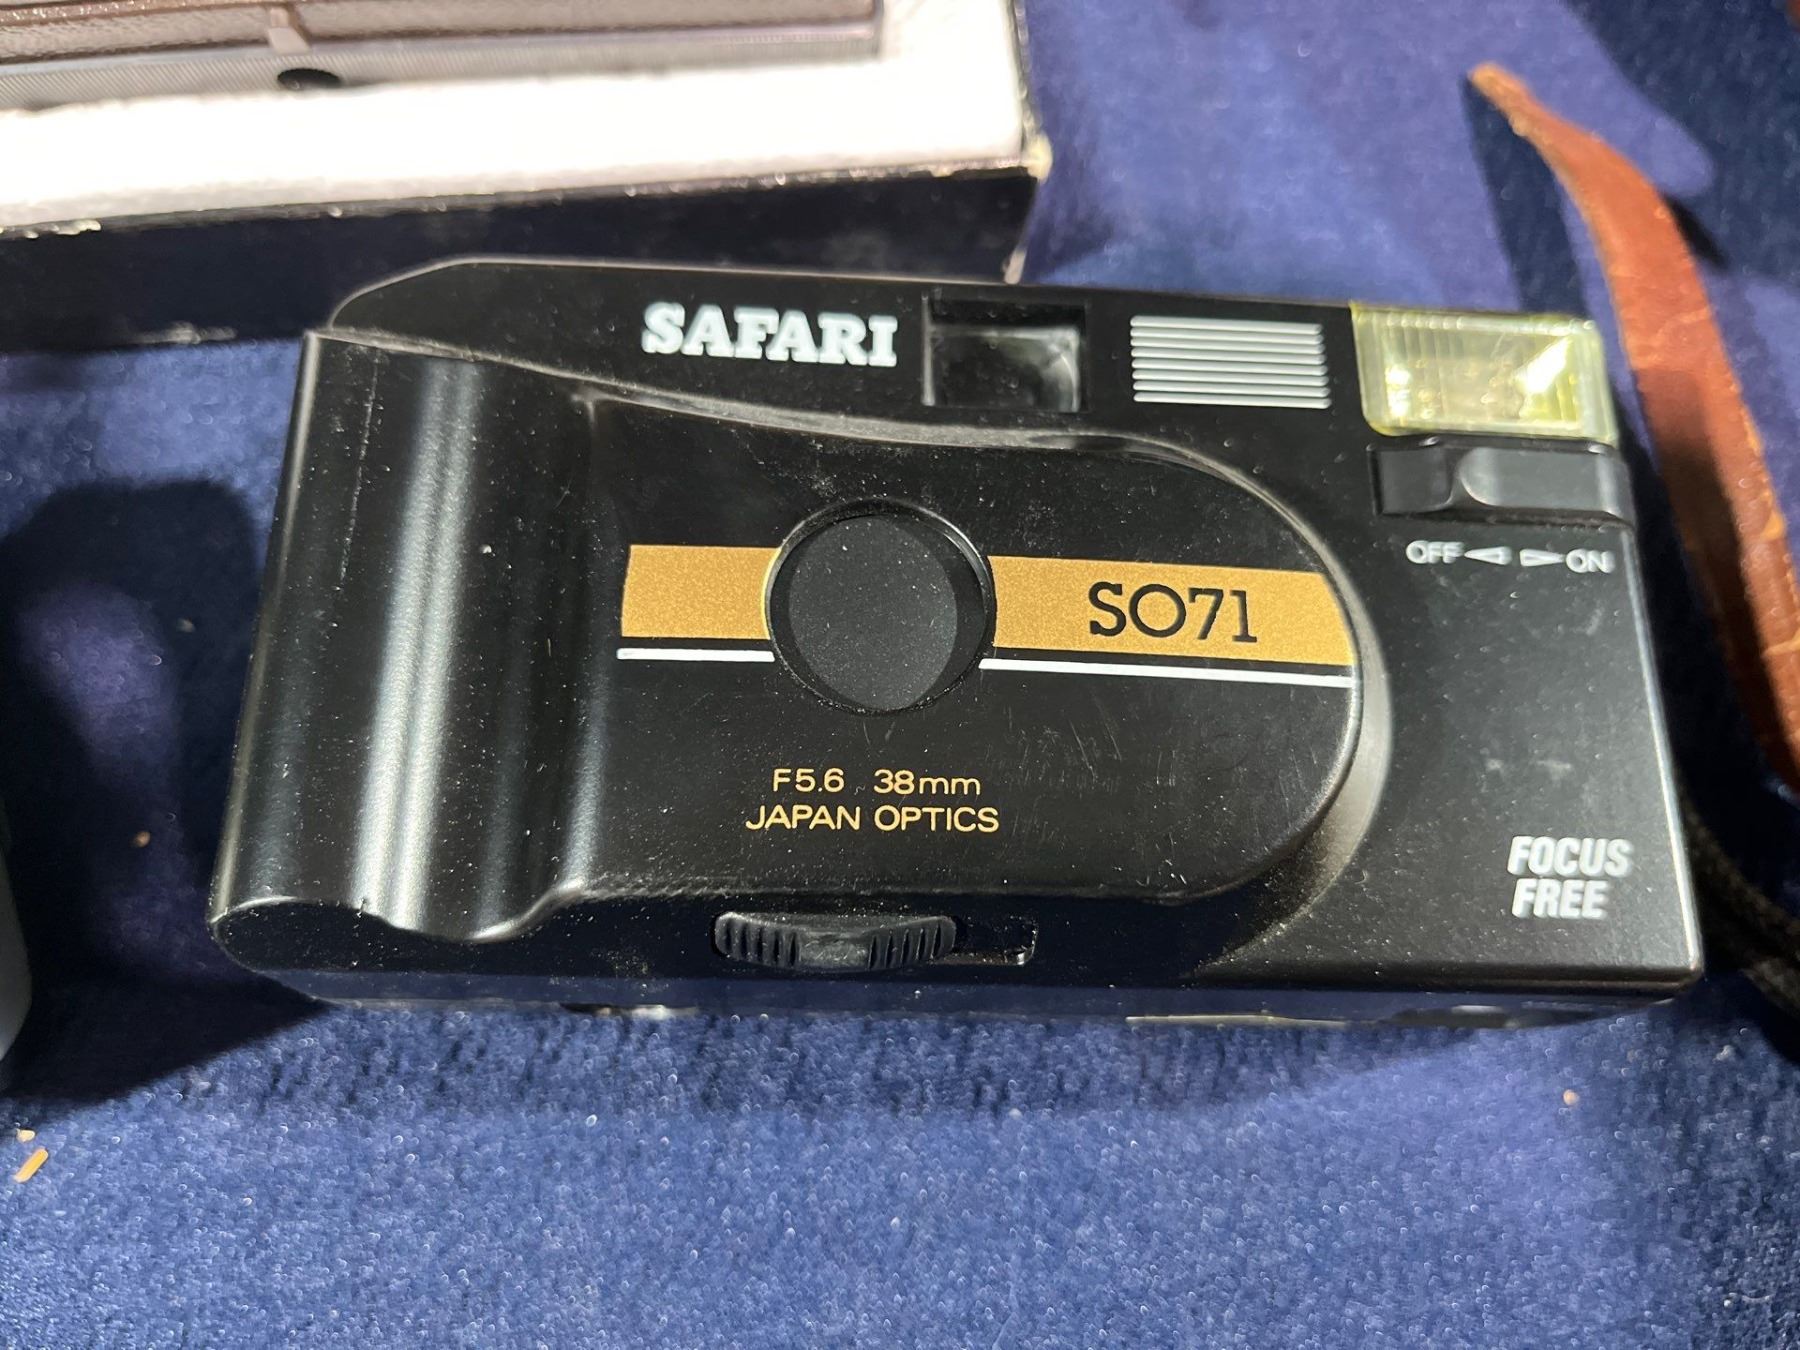 SAFARI
OFF ON
SO71
F5.6 38mm
JAPAN OPTICS
FOCUS
FREE